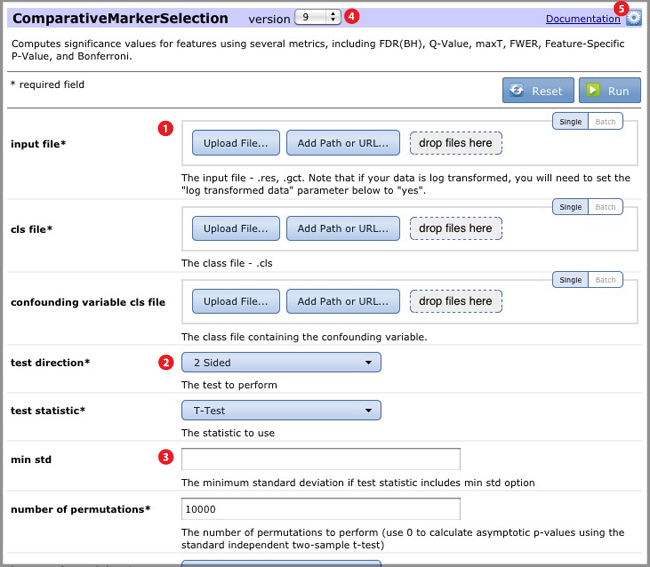 ComparativeMarkerSelection version 9 4 Documentation 5
Computes significance values for features using several metrics, including FDR(BH), Q-Value, maxT, FWER, Feature-Specific
P-Value, and Bonferroni.
* required field
Reset Run
Single Batch
1
input file* Upload File... Add Path or URL... drop files here
The input file - .res, .gct. Note that if your data is log transformed, you will need to set the
"log transformed data" parameter below to "yes".
Single Batch
cls file* Upload File... Add Path or URL... drop files here
The class file - .cls
Single Batch
confounding variable cls file Upload File... Add Path or URL... drop files here
The class file containing the confounding variable.
test direction* 2 2 Sided
The test to perform
test statistic* T-Test
The statistic to use
min std 3
The minimum standard deviation if test statistic includes min std option
number of permutations* 10000
The number of permutations to perform (use 0 to calculate asymptotic p-values using the
standard independent two-sample t-test)